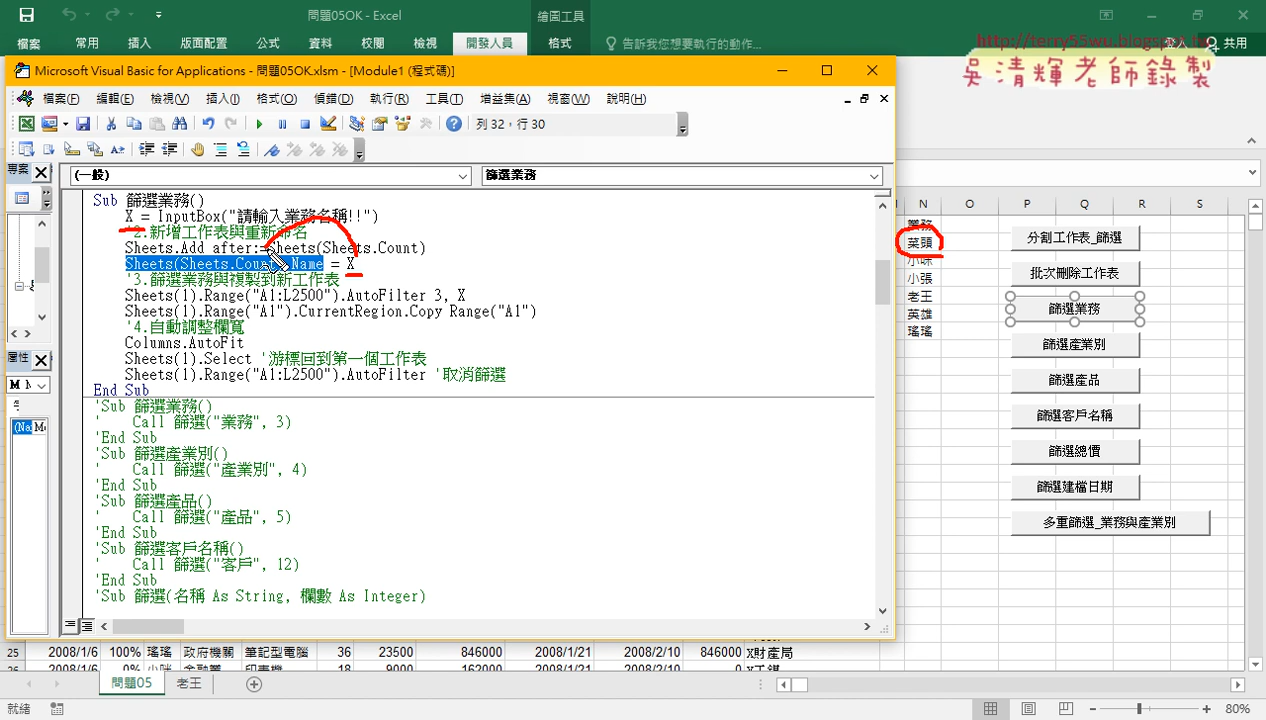 問題05OK - Excel
繪圖工具
檔案 常用 插入 版面配置 公式 資料 校閱 檢視 開發人員 格式 告訴我您想要執行的動作... 登入 共用
http://terry55wu.blogspot.tw
吳清輝老師錄製
Microsoft Visual Basic for Applications - 問題05OK.xlsm - [Module1 (程式碼)]
檔案(F) 編輯(E) 檢視(V) 插入(I) 格式(O) 偵錯(D) 執行(R) 工具(T) 增益集(A) 視窗(W) 說明(H)
列 32，行 30
專案
(一般) 篩選業務
Sub 篩選業務()
X = InputBox("請輸入業務名稱!!")
'2.新增工作表與重新命名
Sheets.Add after:=Sheets(Sheets.Count)
Sheets(Sheets.Count).Name = X
'3.篩選業務與複製到新工作表
Sheets(1).Range("A1:L2500").AutoFilter 3, X
Sheets(1).Range("A1").CurrentRegion.Copy Range("A1")
'4.自動調整欄寬
Columns.AutoFit
Sheets(1).Select '游標回到第一個工作表
Sheets(1).Range("A1:L2500").AutoFilter '取消篩選
End Sub
'Sub 篩選業務()
' Call 篩選("業務", 3)
'End Sub
'Sub 篩選產業別()
' Call 篩選("產業別", 4)
'End Sub
'Sub 篩選產品()
' Call 篩選("產品", 5)
'End Sub
'Sub 篩選客戶名稱()
' Call 篩選("客戶", 12)
'End Sub
'Sub 篩選(名稱 As String, 欄數 As Integer)
屬性
N O P Q R S
業務
菜頭
小咪
小張
老王
英雄
瑤瑤
分割工作表_篩選
批次刪除工作表
篩選業務
篩選產業別
篩選產品
篩選客戶名稱
篩選總價
篩選建檔日期
多重篩選_業務與產業別
25 2008/1/6 100% 瑤瑤 政府機關 筆記型電腦 36 23500 846000 2008/1/21 2008/2/10 846000 X財產局
問題05 老王
就緒 80%